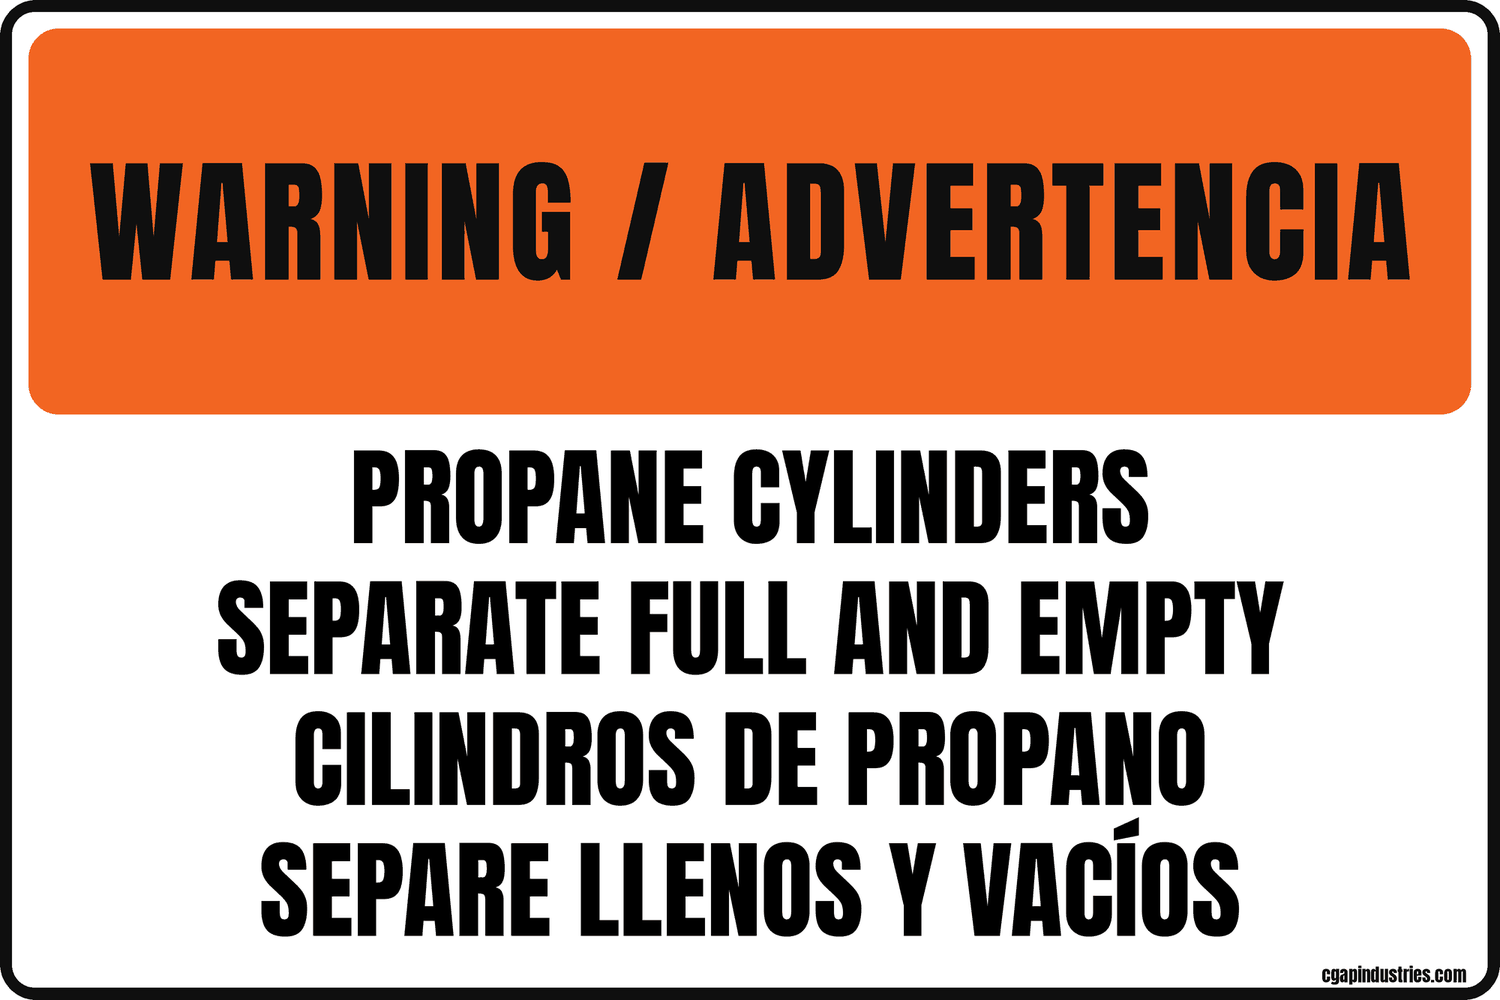 WARNING / ADVERTENCIA
PROPANE CYLINDERS
SEPARATE FULL AND EMPTY
CILINDROS DE PROPANO
SEPARE LLENOS Y VACÍOS
cgapindustries.com